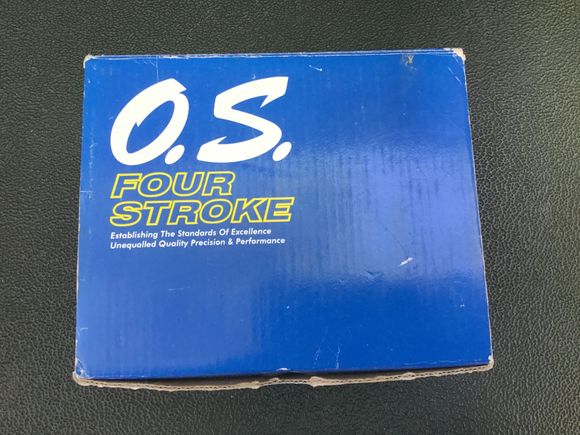 O.S.
FOUR
STROKE
Establishing The Standards Of Excellence
Unequalled Quality Precision & Performance